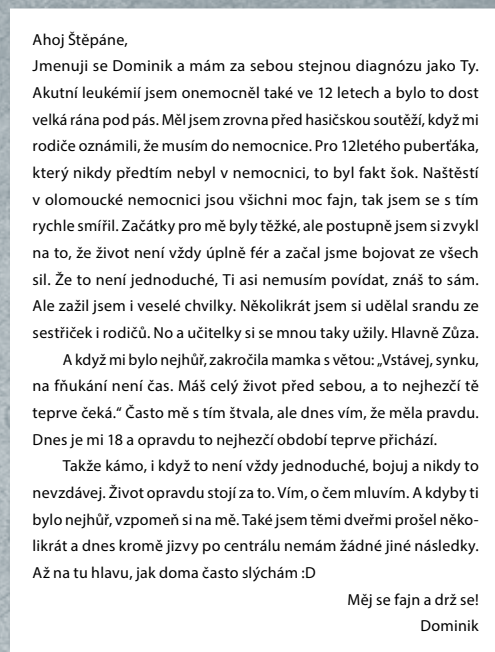 Ahoj Štěpáne,
Jmenuji se Dominik a mám za sebou stejnou diagnózu jako Ty.
Akutní leukémií jsem onemocněl také ve 12 letech a bylo to dost
velká rána pod pás. Měl jsem zrovna před hasičskou soutěží, když mi
rodiče oznámili, že musím do nemocnice. Pro 12letého puberťáka,
který nikdy předtím nebyl v nemocnici, to byl fakt šok. Naštěstí
v olomoucké nemocnici jsou všichni moc fajn, tak jsem se s tím
rychle smířil. Začátky pro mě byly těžké, ale postupně jsem si zvykl
na to, že život není vždy úplně fér a začal jsme bojovat ze všech
sil. Že to není jednoduché, Ti asi nemusím povídat, znáš to sám.
Ale zažil jsem i veselé chvilky. Několikrát jsem si udělal srandu ze
sestřiček i rodičů. No a učitelky si se mnou taky užily. Hlavně Zůza.
A když mi bylo nejhůř, zakročila mamka s větou: „Vstávej, synku,
na fňukání není čas. Máš celý život před sebou, a to nejhezčí tě
teprve čeká.“ Často mě s tím štvala, ale dnes vím, že měla pravdu.
Dnes je mi 18 a opravdu to nejhezčí období teprve přichází.
Takže kámo, i když to není vždy jednoduché, bojuj a nikdy to
nevzdávej. Život opravdu stojí za to. Vím, o čem mluvím. A kdyby ti
bylo nejhůř, vzpomeň si na mě. Také jsem těmi dveřmi prošel něko-
likrát a dnes kromě jizvy po centrálu nemám žádné jiné následky.
Až na tu hlavu, jak doma často slýchám :D
Měj se fajn a drž se!
Dominik